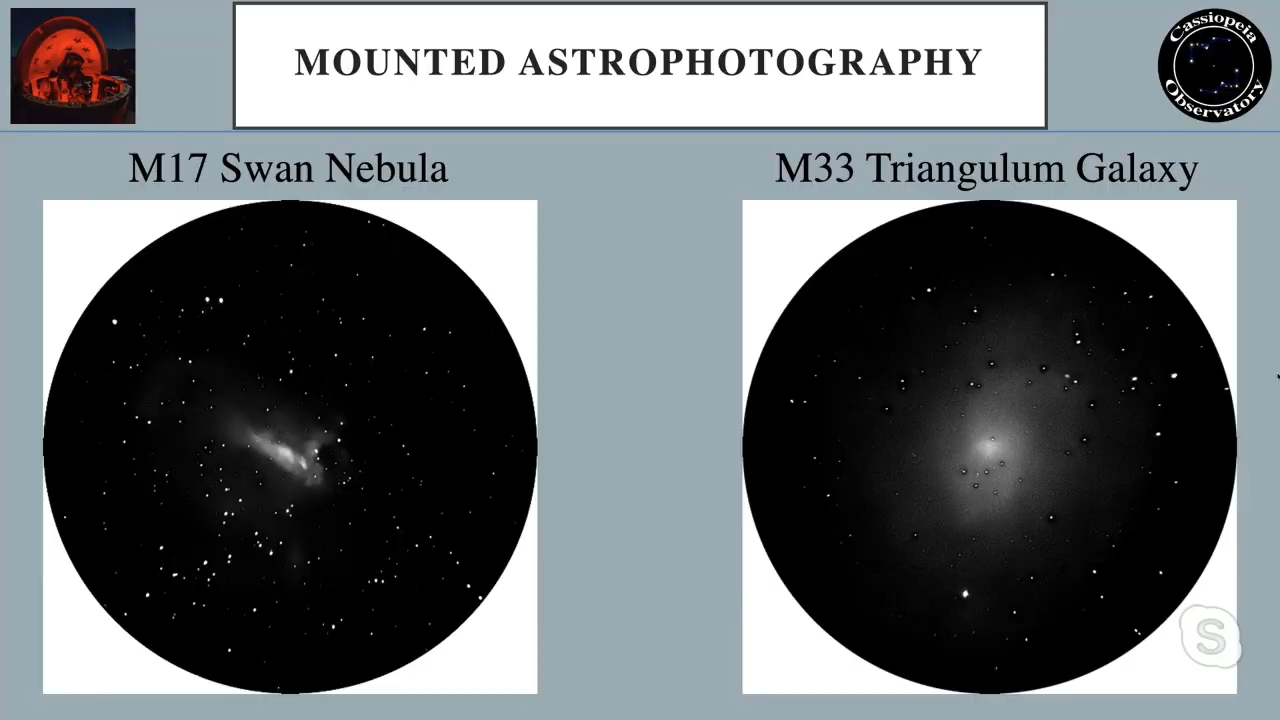 MOUNTED ASTROPHOTOGRAPHY
Cassiopeia
Observatory
M17 Swan Nebula
M33 Triangulum Galaxy
S